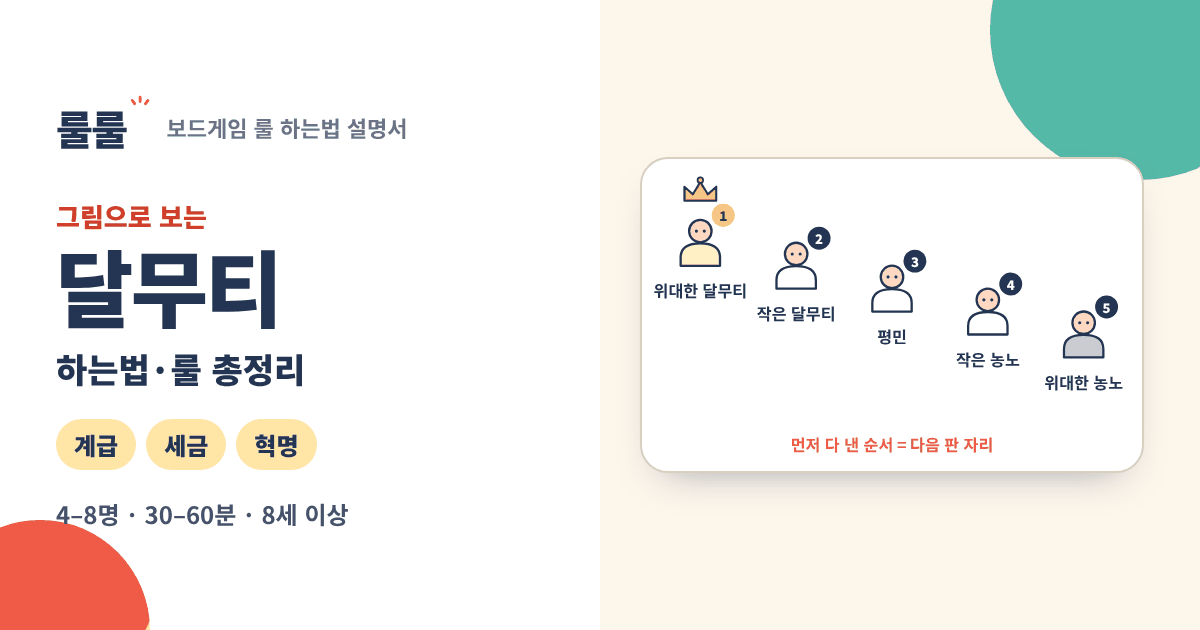 룰룰 보드게임 룰 하는법 설명서
그림으로 보는
달무티
하는법·룰 총정리
계급 세금 혁명
4–8명 · 30–60분 · 8세 이상
1
위대한 달무티
2
작은 달무티
3
평민
4
작은 농노
5
위대한 농노
먼저 다 낸 순서 = 다음 판 자리